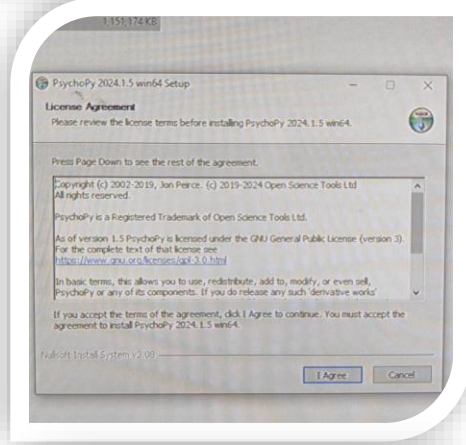 1,151,174 KB
PsychoPy 2024.1.5 win64 Setup
License Agreement
Please review the license terms before installing PsychoPy 2024.1.5 win64.
Press Page Down to see the rest of the agreement.
Copyright (c) 2002-2019, Jon Peirce. (c) 2019-2024 Open Science Tools Ltd
All rights reserved.
PsychoPy is a Registered Trademark of Open Science Tools Ltd.
As of version 1.5 PsychoPy is licensed under the GNU General Public License (version 3).
For the complete text of that license see
https://www.gnu.org/licenses/gpl-3.0.html
In basic terms, this allows you to use, redistribute, add to, modify, or even sell,
PsychoPy or any of its components. If you do release any such 'derivative works'
If you accept the terms of the agreement, click I Agree to continue. You must accept the
agreement to install PsychoPy 2024.1.5 win64.
Nullsoft Install System v3.08
I Agree
Cancel